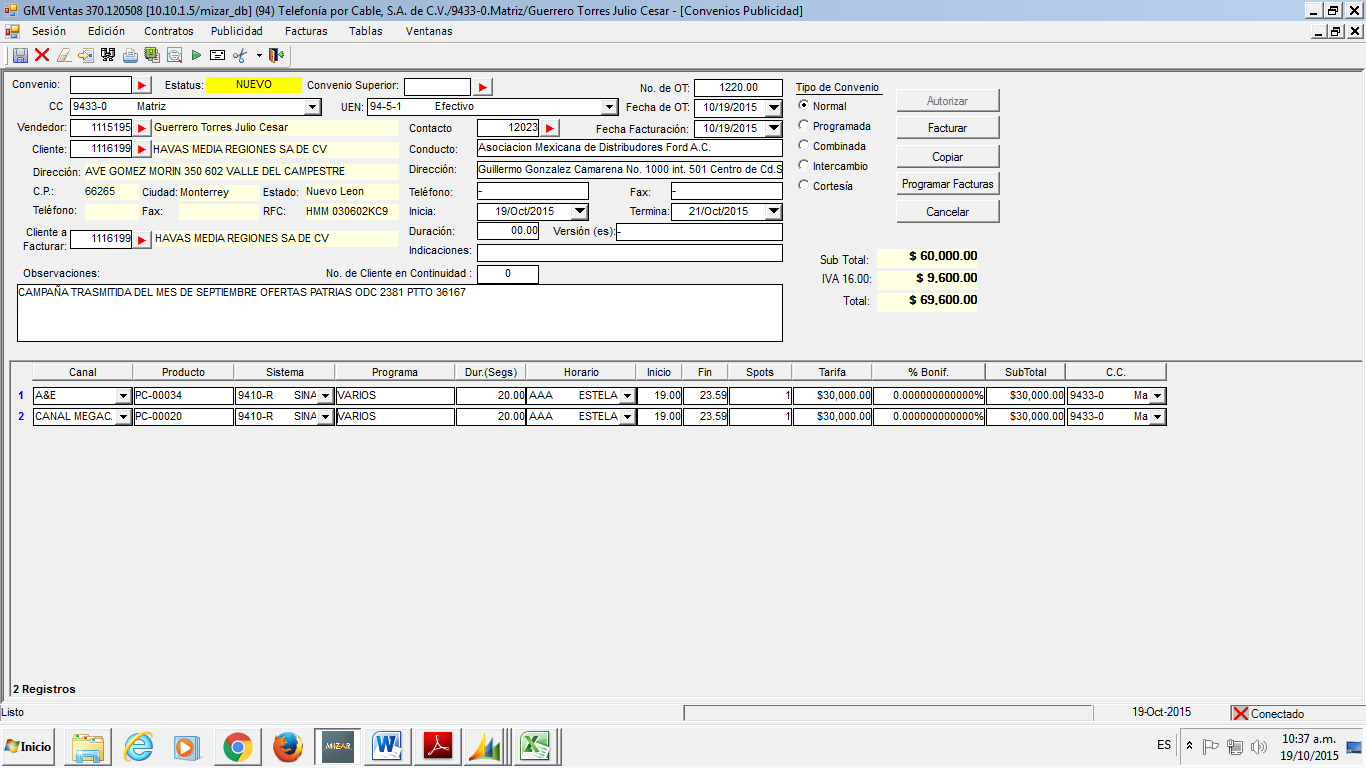 GMI Ventas 370.120508 [10.10.1.5/mizar_db] (94) Telefonía por Cable, S.A. de C.V./9433-0.Matriz/Guerrero Torres Julio Cesar - [Convenios Publicidad]
Sesión Edición Contratos Publicidad Facturas Tablas Ventanas
Convenio: Estatus: NUEVO Convenio Superior: No. de OT: 1220.00 Tipo de Convenio
CC 9433-0 Matriz UEN: 94-5-1 Efectivo Fecha de OT: 10/19/2015 Normal Autorizar
Vendedor: 1115195 Guerrero Torres Julio Cesar Contacto 12023 Fecha Facturación: 10/19/2015 Programada Facturar
Cliente: 1116199 HAVAS MEDIA REGIONES SA DE CV Conducto: Asociacion Mexicana de Distribuidores Ford A.C. Combinada Copiar
Dirección: AVE GOMEZ MORIN 350 602 VALLE DEL CAMPESTRE Dirección: Guillermo Gonzalez Camarena No. 1000 int. 501 Centro de Cd.S Intercambio
C.P.: 66265 Ciudad: Monterrey Estado: Nuevo Leon Teléfono: - Fax: - Cortesía Programar Facturas
Teléfono: Fax: RFC: HMM 030602KC9 Inicia: 19/Oct/2015 Termina: 21/Oct/2015 Cancelar
Cliente a Facturar: 1116199 HAVAS MEDIA REGIONES SA DE CV Duración: 00.00 Versión (es): -
Indicaciones:
Observaciones: No. de Cliente en Continuidad : 0
Sub Total: $ 60,000.00
IVA 16.00: $ 9,600.00
Total: $ 69,600.00
CAMPAÑA TRASMITIDA DEL MES DE SEPTIEMBRE OFERTAS PATRIAS ODC 2381 PTTO 36167
Canal Producto Sistema Programa Dur.(Segs) Horario Inicio Fin Spots Tarifa % Bonif. SubTotal C.C.
1 A&E PC-00034 9410-R SINA VARIOS 20.00 AAA ESTELA 19.00 23.59 1 $30,000.00 0.000000000000% $30,000.00 9433-0 Ma
2 CANAL MEGAC. PC-00020 9410-R SINA VARIOS 20.00 AAA ESTELA 19.00 23.59 1 $30,000.00 0.000000000000% $30,000.00 9433-0 Ma
2 Registros
Listo 19-Oct-2015 Conectado
Inicio MIZAR ES 10:37 a.m.
19/10/2015